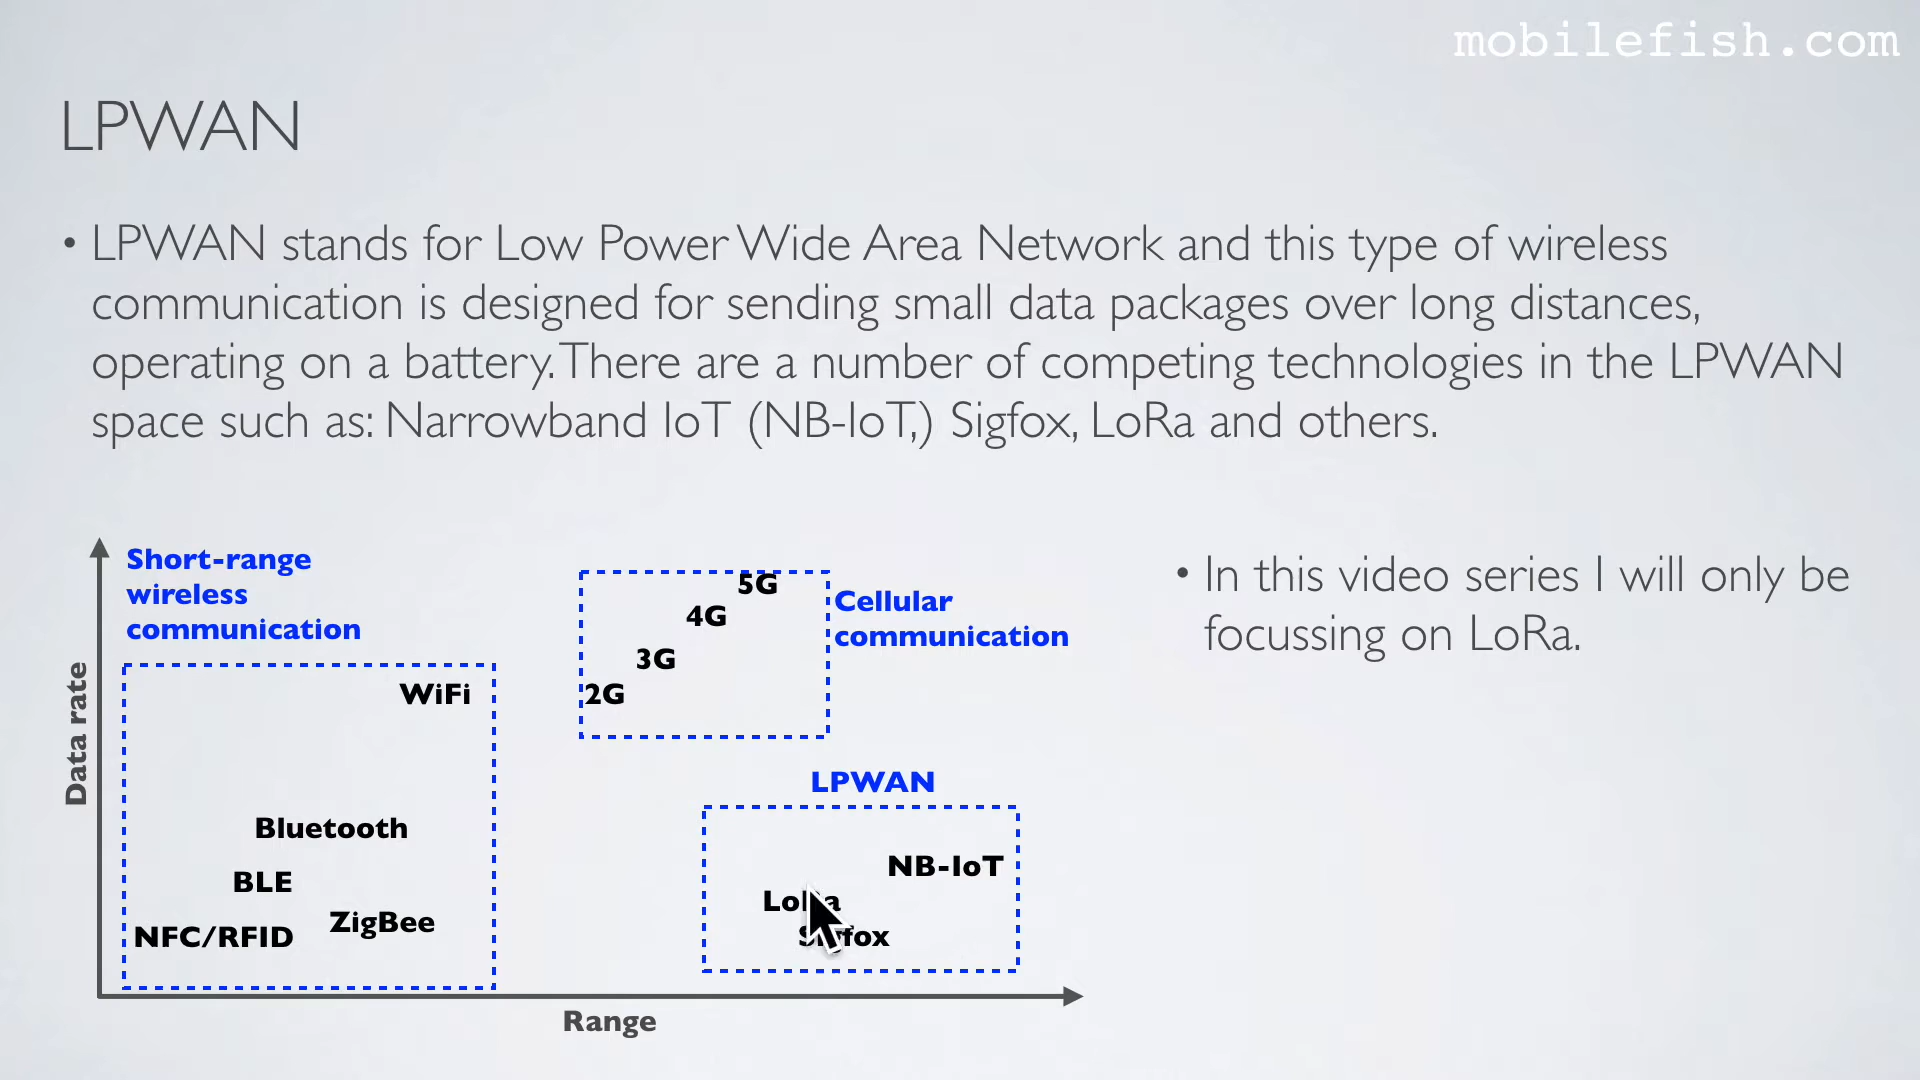 mobilefish.com
LPWAN
• LPWAN stands for Low Power Wide Area Network and this type of wireless
communication is designed for sending small data packages over long distances,
operating on a battery. There are a number of competing technologies in the LPWAN
space such as: Narrowband IoT (NB-IoT,) Sigfox, LoRa and others.
Short-range
wireless
communication
Data rate
WiFi
Bluetooth
BLE
ZigBee
NFC/RFID
5G
4G
3G
2G
Cellular
communication
LPWAN
NB-IoT
LoRa
Sigfox
Range
• In this video series I will only be
focussing on LoRa.